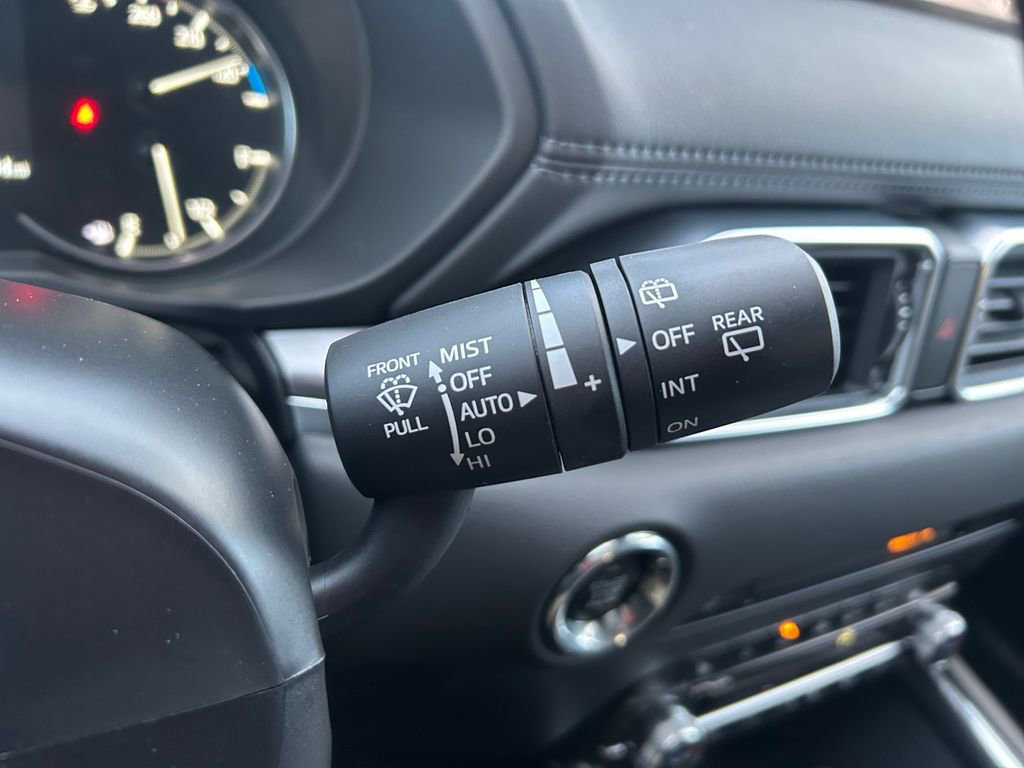 FRONT
PULL
MIST
OFF
AUTO
LO
HI
+
OFF
INT
ON
REAR